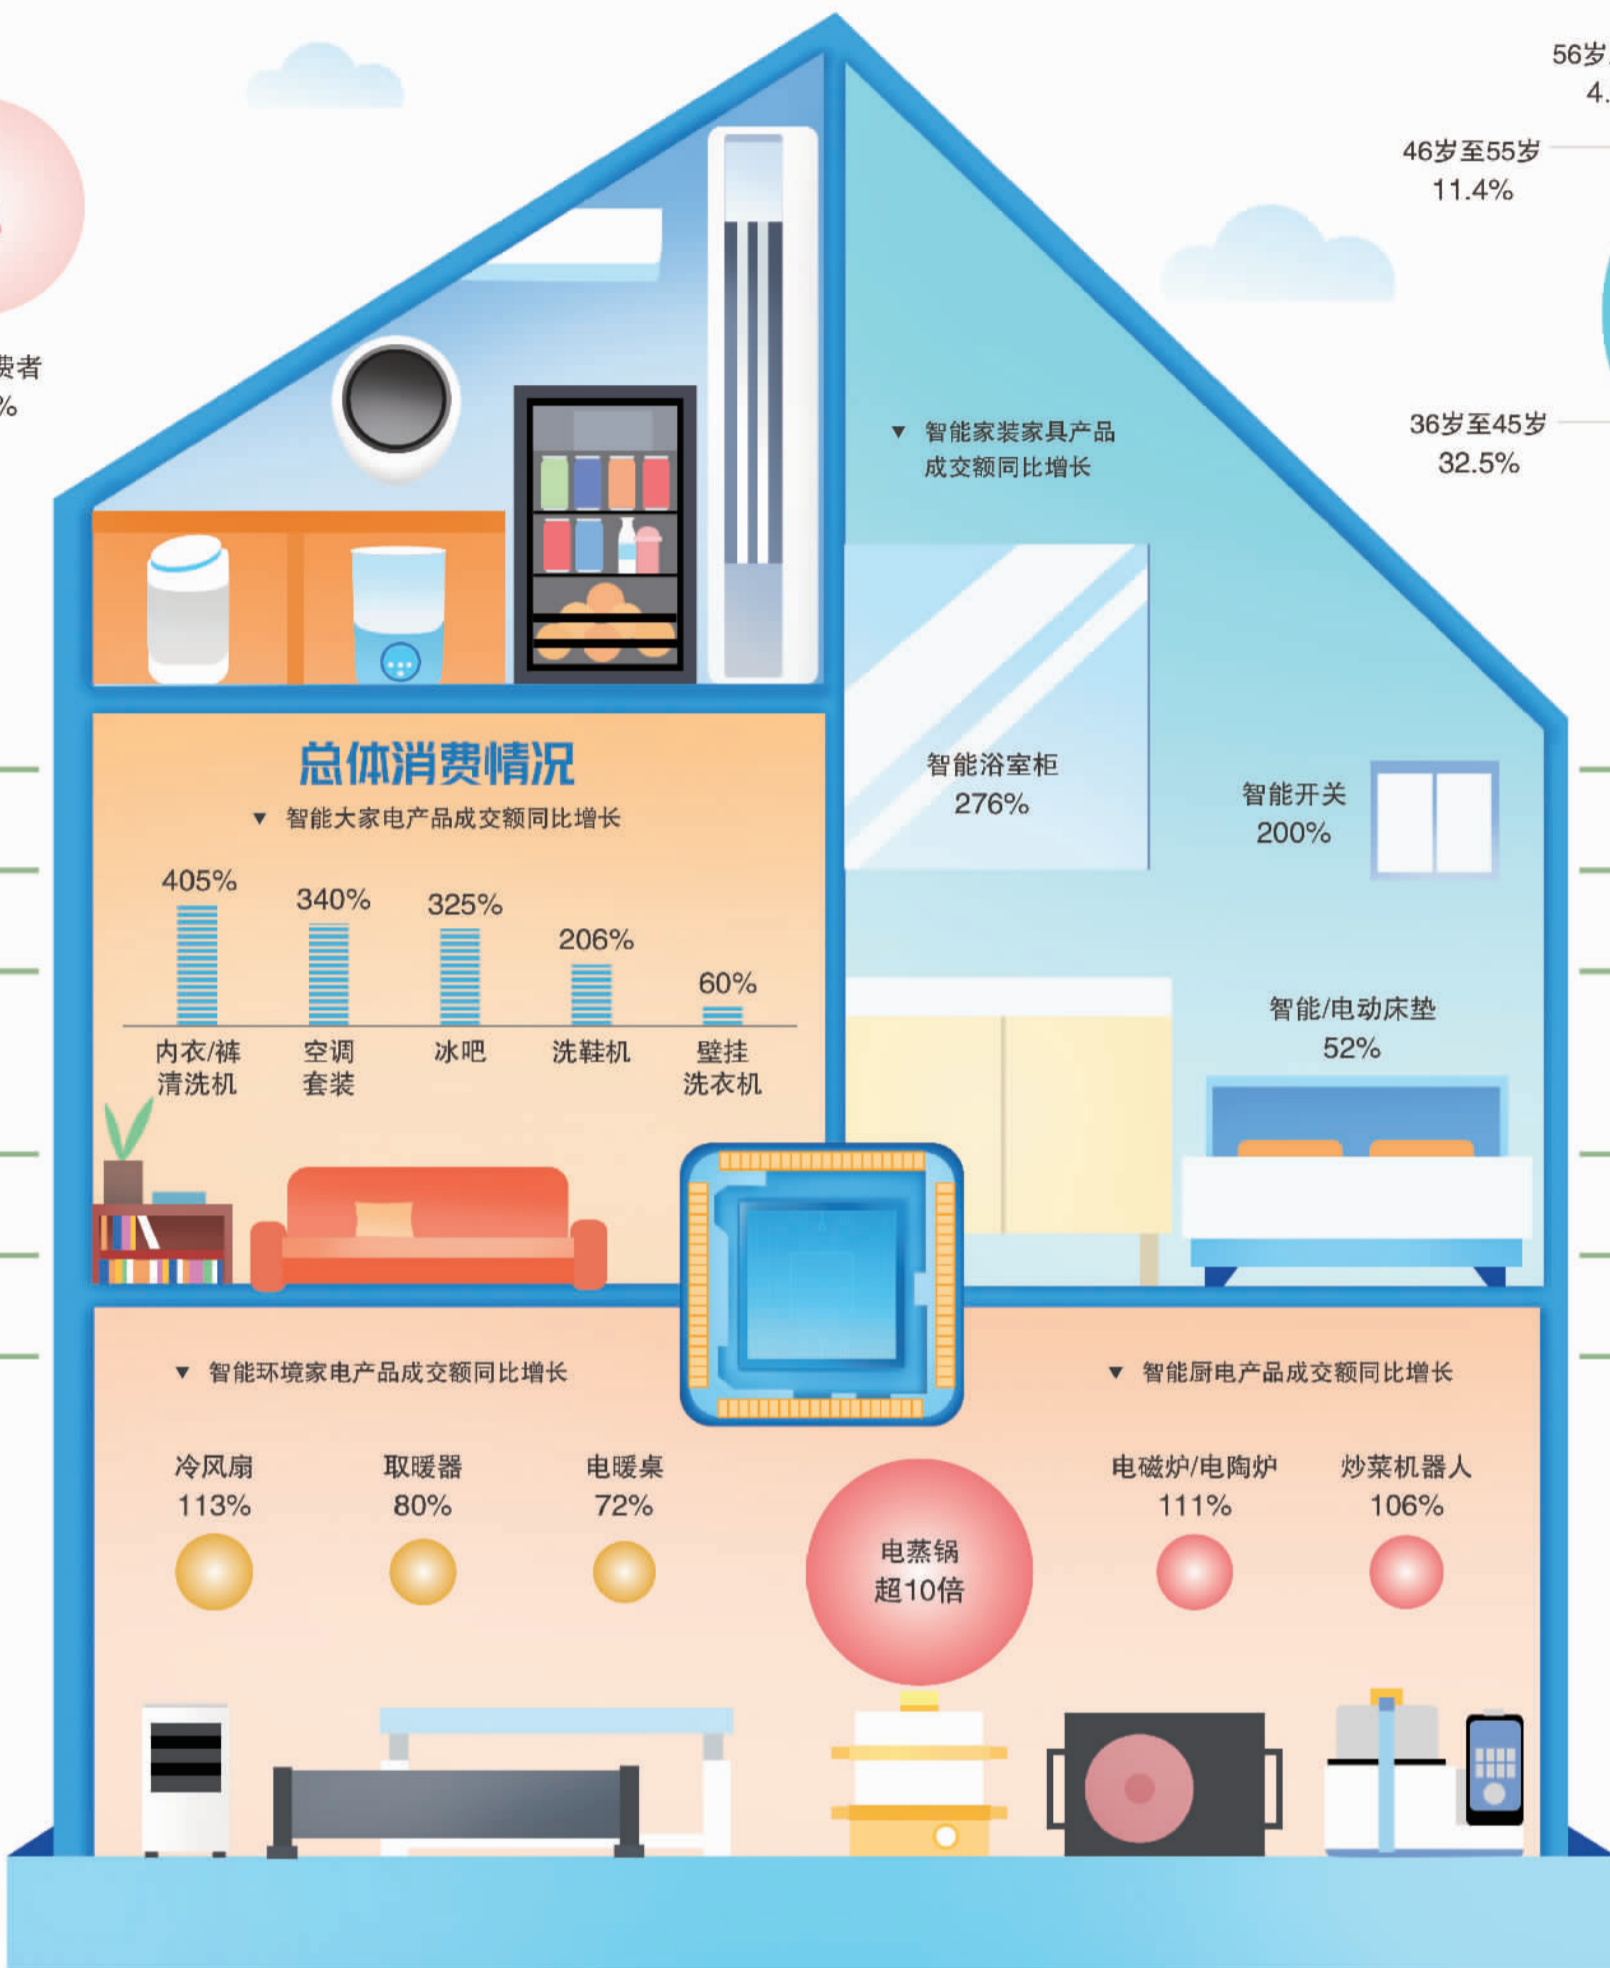 费者
%
56岁
4.
46岁至55岁
11.4%
36岁至45岁
32.5%
▼ 智能家装家具产品
成交额同比增长
智能浴室柜
276%
智能开关
200%
智能/电动床垫
52%
总体消费情况
▼ 智能大家电产品成交额同比增长
405%
340%
325%
206%
60%
内衣/裤
清洗机
空调
套装
冰吧
洗鞋机
壁挂
洗衣机
▼ 智能环境家电产品成交额同比增长
冷风扇
113%
取暖器
80%
电暖桌
72%
▼ 智能厨电产品成交额同比增长
电蒸锅
超10倍
电磁炉/电陶炉
111%
炒菜机器人
106%